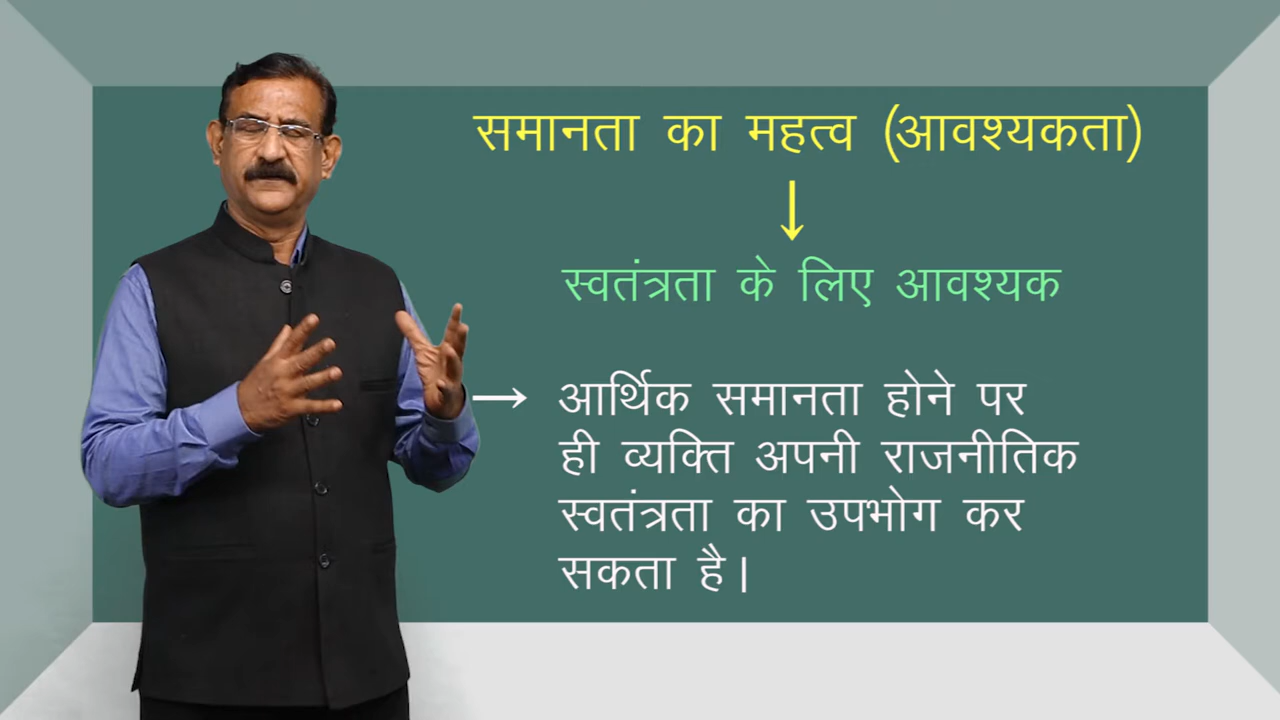 समानता का महत्व (आवश्यकता)
↓
स्वतंत्रता के लिए आवश्यक
→ आर्थिक समानता होने पर
ही व्यक्ति अपनी राजनीतिक
स्वतंत्रता का उपभोग कर
सकता है।